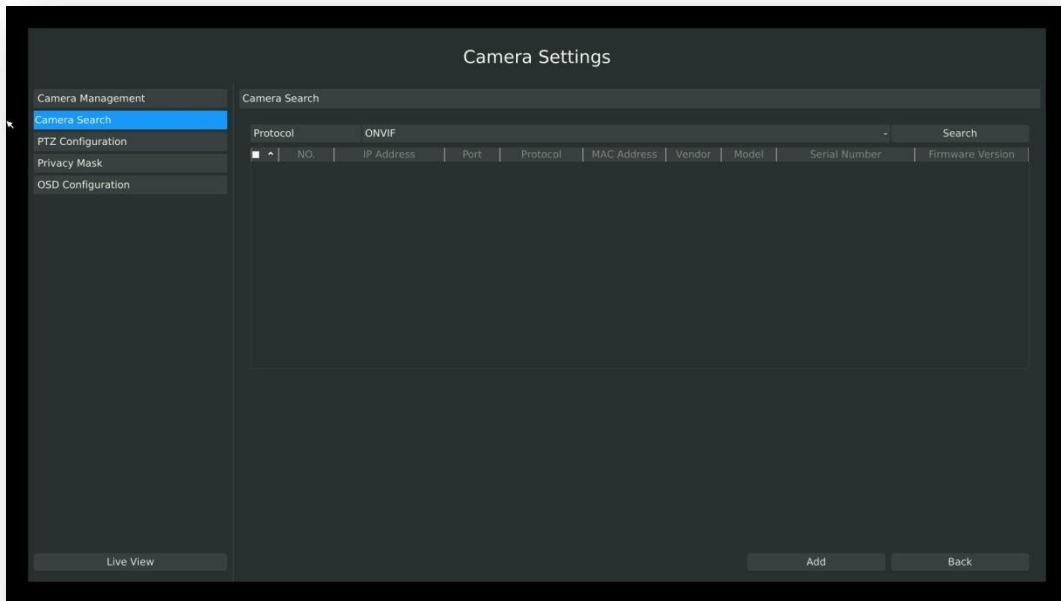 Camera Settings
Camera Management
Camera Search
PTZ Configuration
Privacy Mask
OSD Configuration
Live View
Camera Search
Protocol ONVIF Search
NO. IP Address Port Protocol MAC Address Vendor Model Serial Number Firmware Version
Add Back